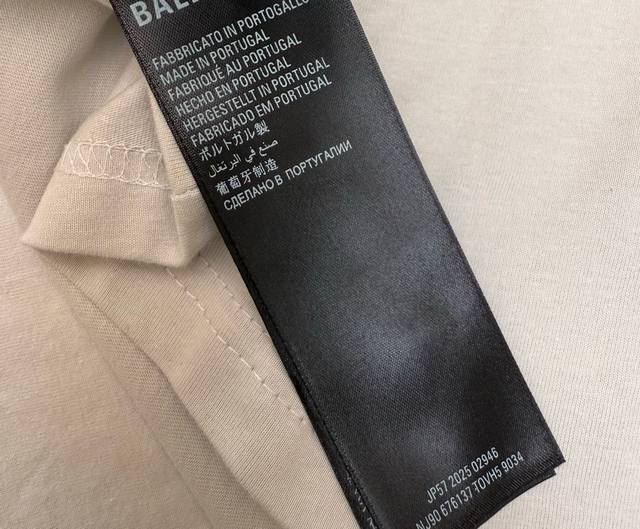 FABBRICATO IN PORTOGALLO
MADE IN PORTUGAL
FABRIQUÉ AU PORTUGAL
HECHO EN PORTUGAL
HERGESTELLT IN PORTUGAL
FABRICADO EM PORTUGAL
ポルトガル製
صنع في البرتغال
葡萄牙制造
СДЕЛАНО В ПОРТУГАЛИИ
JP57 2025 02946
NJ90 676137-TOVH5 9034